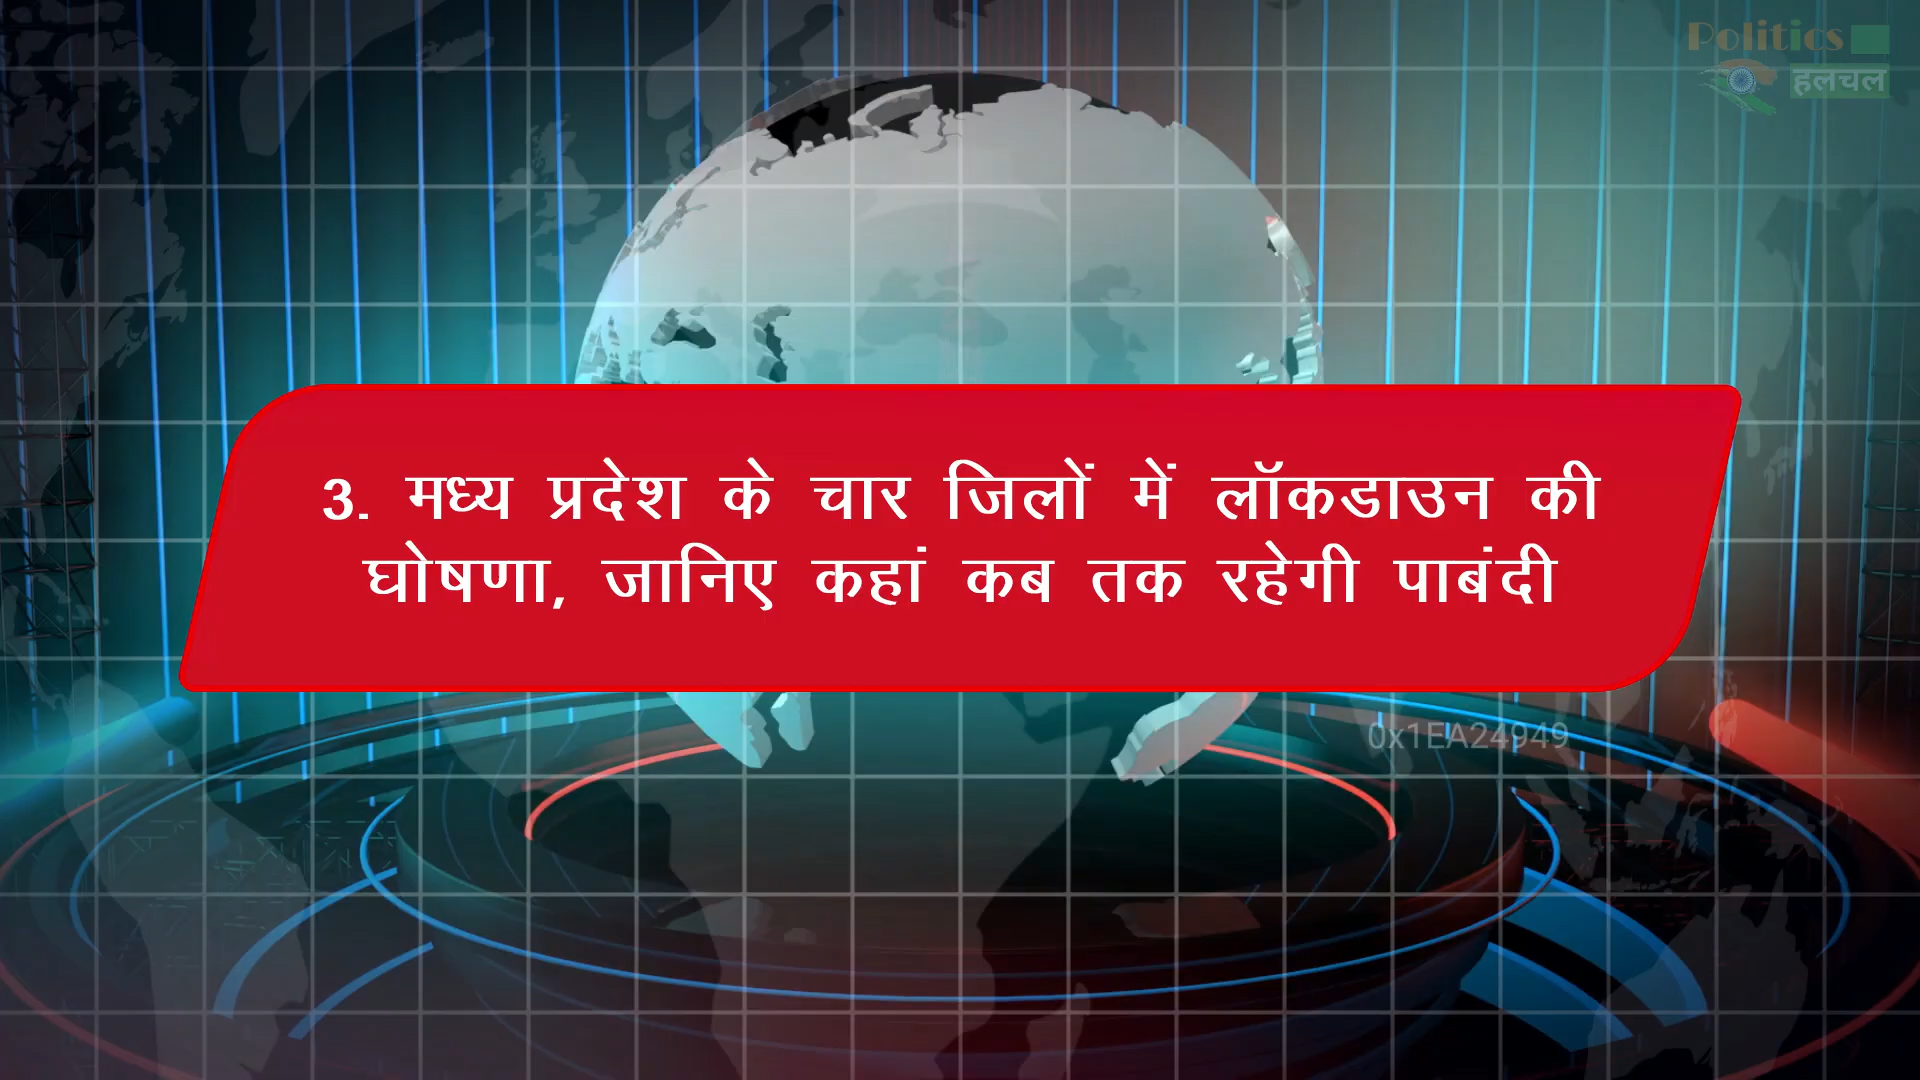 Politics
हलचल
3. मध्य प्रदेश के चार जिलों में लॉकडाउन की
घोषणा, जानिए कहां कब तक रहेगी पाबंदी
0x1EA24949